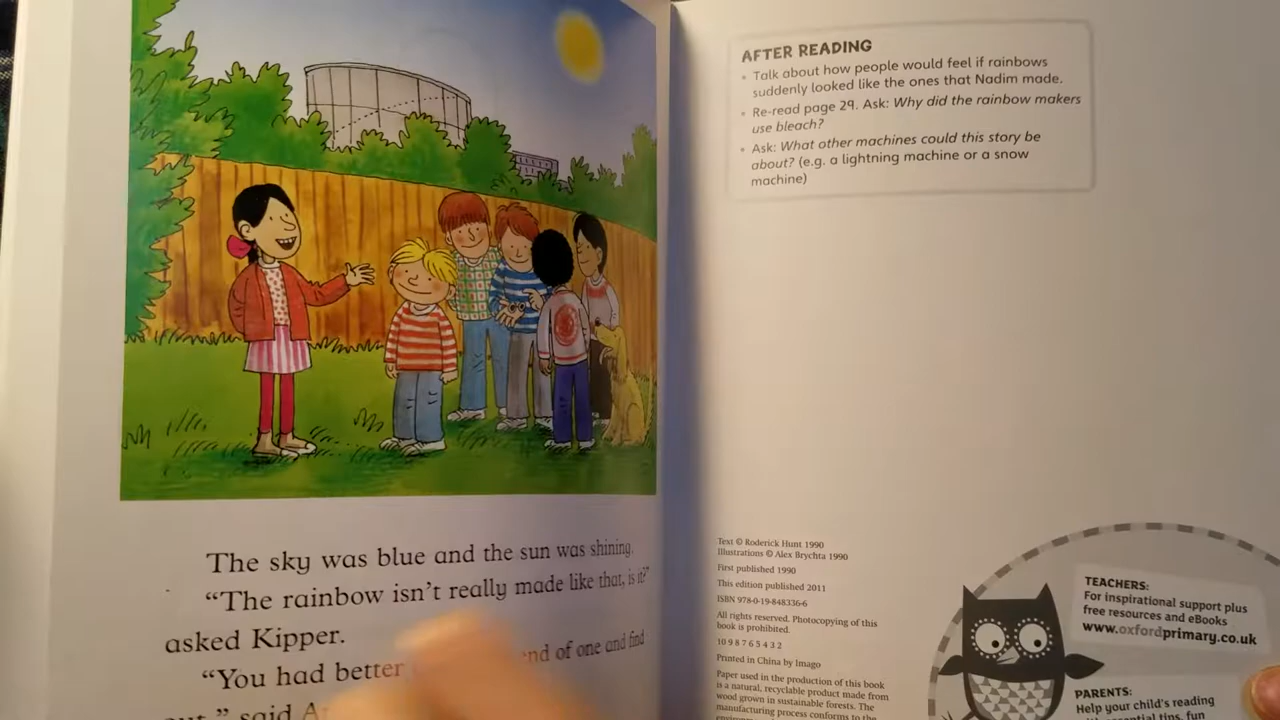 The sky was blue and the sun was shining.
"The rainbow isn't really made like that, is it?"
asked Kipper.
"You had better end of one and find
out," said
AFTER READING
• Talk about how people would feel if rainbows
suddenly looked like the ones that Nadim made.
• Re-read page 29. Ask: Why did the rainbow makers
use bleach?
• Ask: What other machines could this story be
about? (e.g. a lightning machine or a snow
machine)
Text © Roderick Hunt 1990
Illustrations © Alex Brychta 1990
First published 1990
This edition published 2011
ISBN 978-0-19-848336-6
All rights reserved. Photocopying of this
book is prohibited.
10 9 8 7 6 5 4 3 2
Printed in China by Imago
Paper used in the production of this book
is a natural, recyclable product made from
wood grown in sustainable forests. The
manufacturing process conforms to the
TEACHERS:
For inspirational support plus
free resources and eBooks
www.oxfordprimary.co.uk
PARENTS:
Help your child's reading
with essential tips, fun